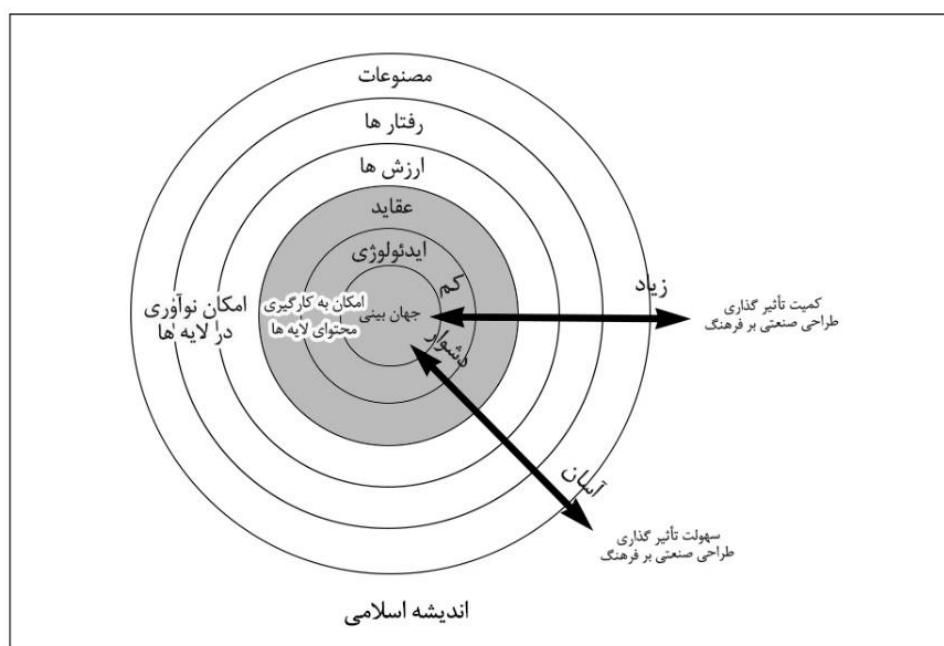 مصنوعات
رفتار ها
ارزش ها
عقاید
ایدئولوژی
کم
زیاد
امکان نوآوری
در لایه ها
امکان به کارگیری
محتوای لایه ها
جهان بینی
کمیت تأثیر گذاری
طراحی صنعتی بر فرهنگ
دشوار
آسان
سهولت تأثیر گذاری
طراحی صنعتی بر فرهنگ
اندیشه اسلامی